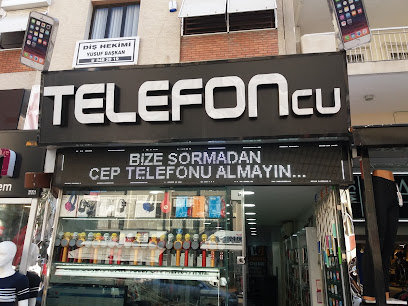 DİŞ HEKİMİ
YUSUF BAŞKAN
TELEFONCU
BİZE SORMADAN
CEP TELEFONU ALMAYIN...